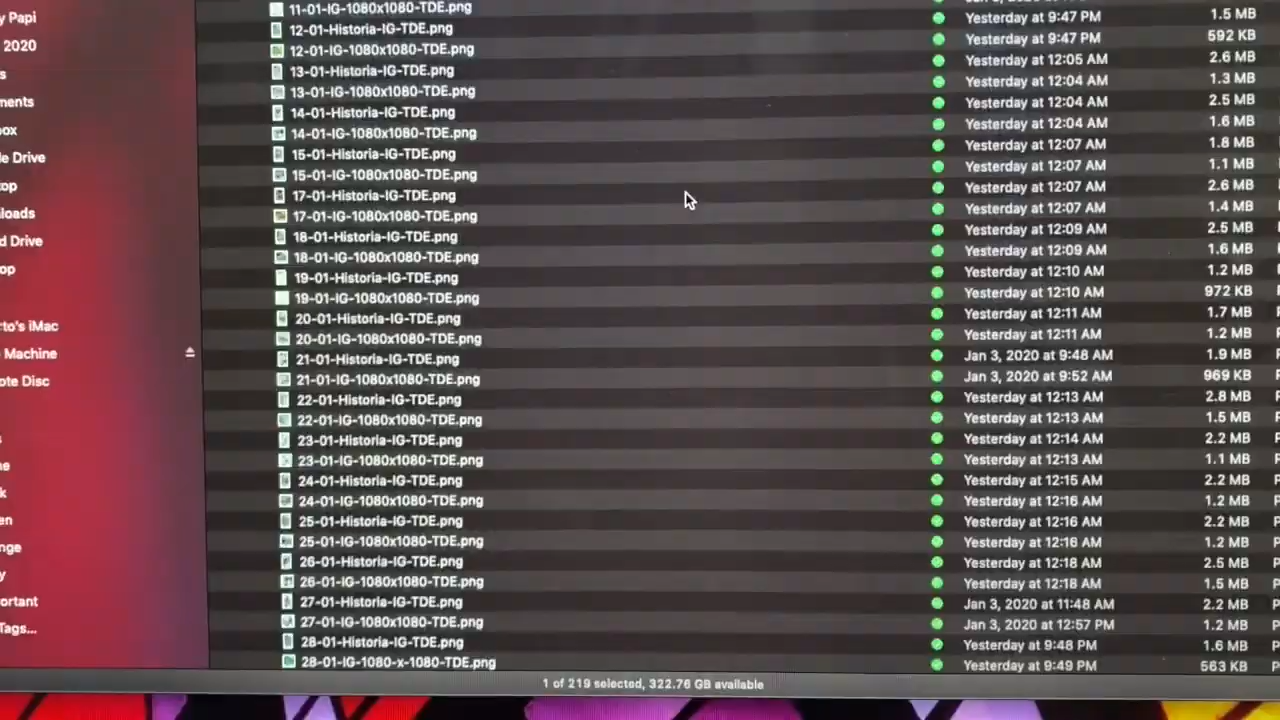 y Papi
2020
s
ments
box
le Drive
top
loads
d Drive
op
rto's iMac
Machine
ote Disc
s
ne
k
en
nge
y
ortant
Tags...
11-01-IG-1080x1080-TDE.png
12-01-Historia-IG-TDE.png Yesterday at 9:47 PM 1.5 MB
12-01-IG-1080x1080-TDE.png Yesterday at 9:47 PM 592 KB
13-01-Historia-IG-TDE.png Yesterday at 12:05 AM 2.6 MB
13-01-IG-1080x1080-TDE.png Yesterday at 12:04 AM 1.3 MB
14-01-Historia-IG-TDE.png Yesterday at 12:04 AM 2.5 MB
14-01-IG-1080x1080-TDE.png Yesterday at 12:04 AM 1.6 MB
15-01-Historia-IG-TDE.png Yesterday at 12:07 AM 1.8 MB
15-01-IG-1080x1080-TDE.png Yesterday at 12:07 AM 1.1 MB
17-01-Historia-IG-TDE.png Yesterday at 12:07 AM 2.6 MB
17-01-IG-1080x1080-TDE.png Yesterday at 12:07 AM 1.4 MB
18-01-Historia-IG-TDE.png Yesterday at 12:09 AM 2.5 MB
18-01-IG-1080x1080-TDE.png Yesterday at 12:09 AM 1.6 MB
19-01-Historia-IG-TDE.png Yesterday at 12:10 AM 1.2 MB
19-01-IG-1080x1080-TDE.png Yesterday at 12:10 AM 972 KB
20-01-Historia-IG-TDE.png Yesterday at 12:11 AM 1.7 MB
20-01-IG-1080x1080-TDE.png Yesterday at 12:11 AM 1.2 MB
21-01-Historia-IG-TDE.png Jan 3, 2020 at 9:48 AM 1.9 MB
21-01-IG-1080x1080-TDE.png Jan 3, 2020 at 9:52 AM 969 KB
22-01-Historia-IG-TDE.png Yesterday at 12:13 AM 2.8 MB
22-01-IG-1080x1080-TDE.png Yesterday at 12:13 AM 1.5 MB
23-01-Historia-IG-TDE.png Yesterday at 12:14 AM 2.2 MB
23-01-IG-1080x1080-TDE.png Yesterday at 12:13 AM 1.1 MB
24-01-Historia-IG-TDE.png Yesterday at 12:15 AM 2.2 MB
24-01-IG-1080x1080-TDE.png Yesterday at 12:16 AM 1.2 MB
25-01-Historia-IG-TDE.png Yesterday at 12:16 AM 2.2 MB
25-01-IG-1080x1080-TDE.png Yesterday at 12:16 AM 1.2 MB
26-01-Historia-IG-TDE.png Yesterday at 12:18 AM 2.5 MB
26-01-IG-1080x1080-TDE.png Yesterday at 12:18 AM 1.5 MB
27-01-Historia-IG-TDE.png Jan 3, 2020 at 11:48 AM 2.2 MB
27-01-IG-1080x1080-TDE.png Jan 3, 2020 at 12:57 PM 1.2 MB
28-01-Historia-IG-TDE.png Yesterday at 9:48 PM 1.6 MB
28-01-IG-1080-x-1080-TDE.png Yesterday at 9:49 PM 563 KB
1 of 219 selected, 322.76 GB available